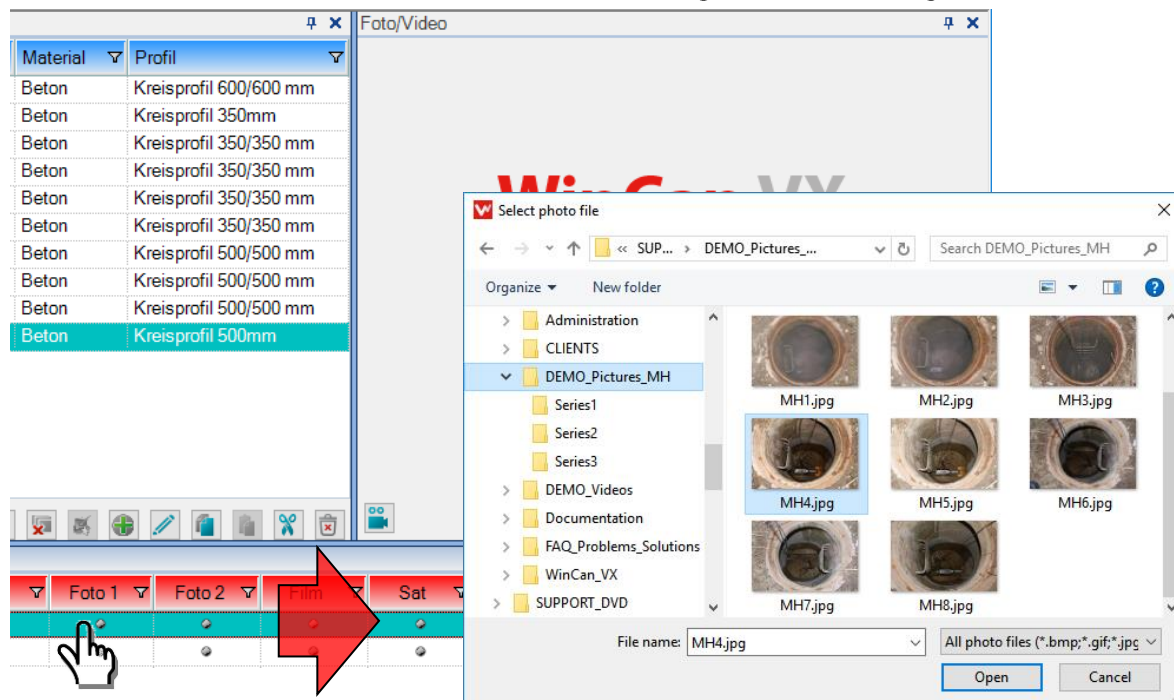 Foto/Video
Material Profil
Beton Kreisprofil 600/600 mm
Beton Kreisprofil 350mm
Beton Kreisprofil 350/350 mm
Beton Kreisprofil 350/350 mm
Beton Kreisprofil 350/350 mm
Beton Kreisprofil 350/350 mm
Beton Kreisprofil 500/500 mm
Beton Kreisprofil 500/500 mm
Beton Kreisprofil 500/500 mm
Beton Kreisprofil 500mm
WinCan VX
Foto 1 Foto 2 Film Sat
Select photo file
« SUP... › DEMO_Pictures_...
Search DEMO_Pictures_MH
Organize New folder
Administration
CLIENTS
DEMO_Pictures_MH
Series1
Series2
Series3
DEMO_Videos
Documentation
FAQ_Problems_Solutions
WinCan_VX
SUPPORT_DVD
MH1.jpg MH2.jpg MH3.jpg
MH4.jpg MH5.jpg MH6.jpg
MH7.jpg MH8.jpg
File name: MH4.jpg
All photo files (*.bmp;*.gif;*.jpg
Open Cancel